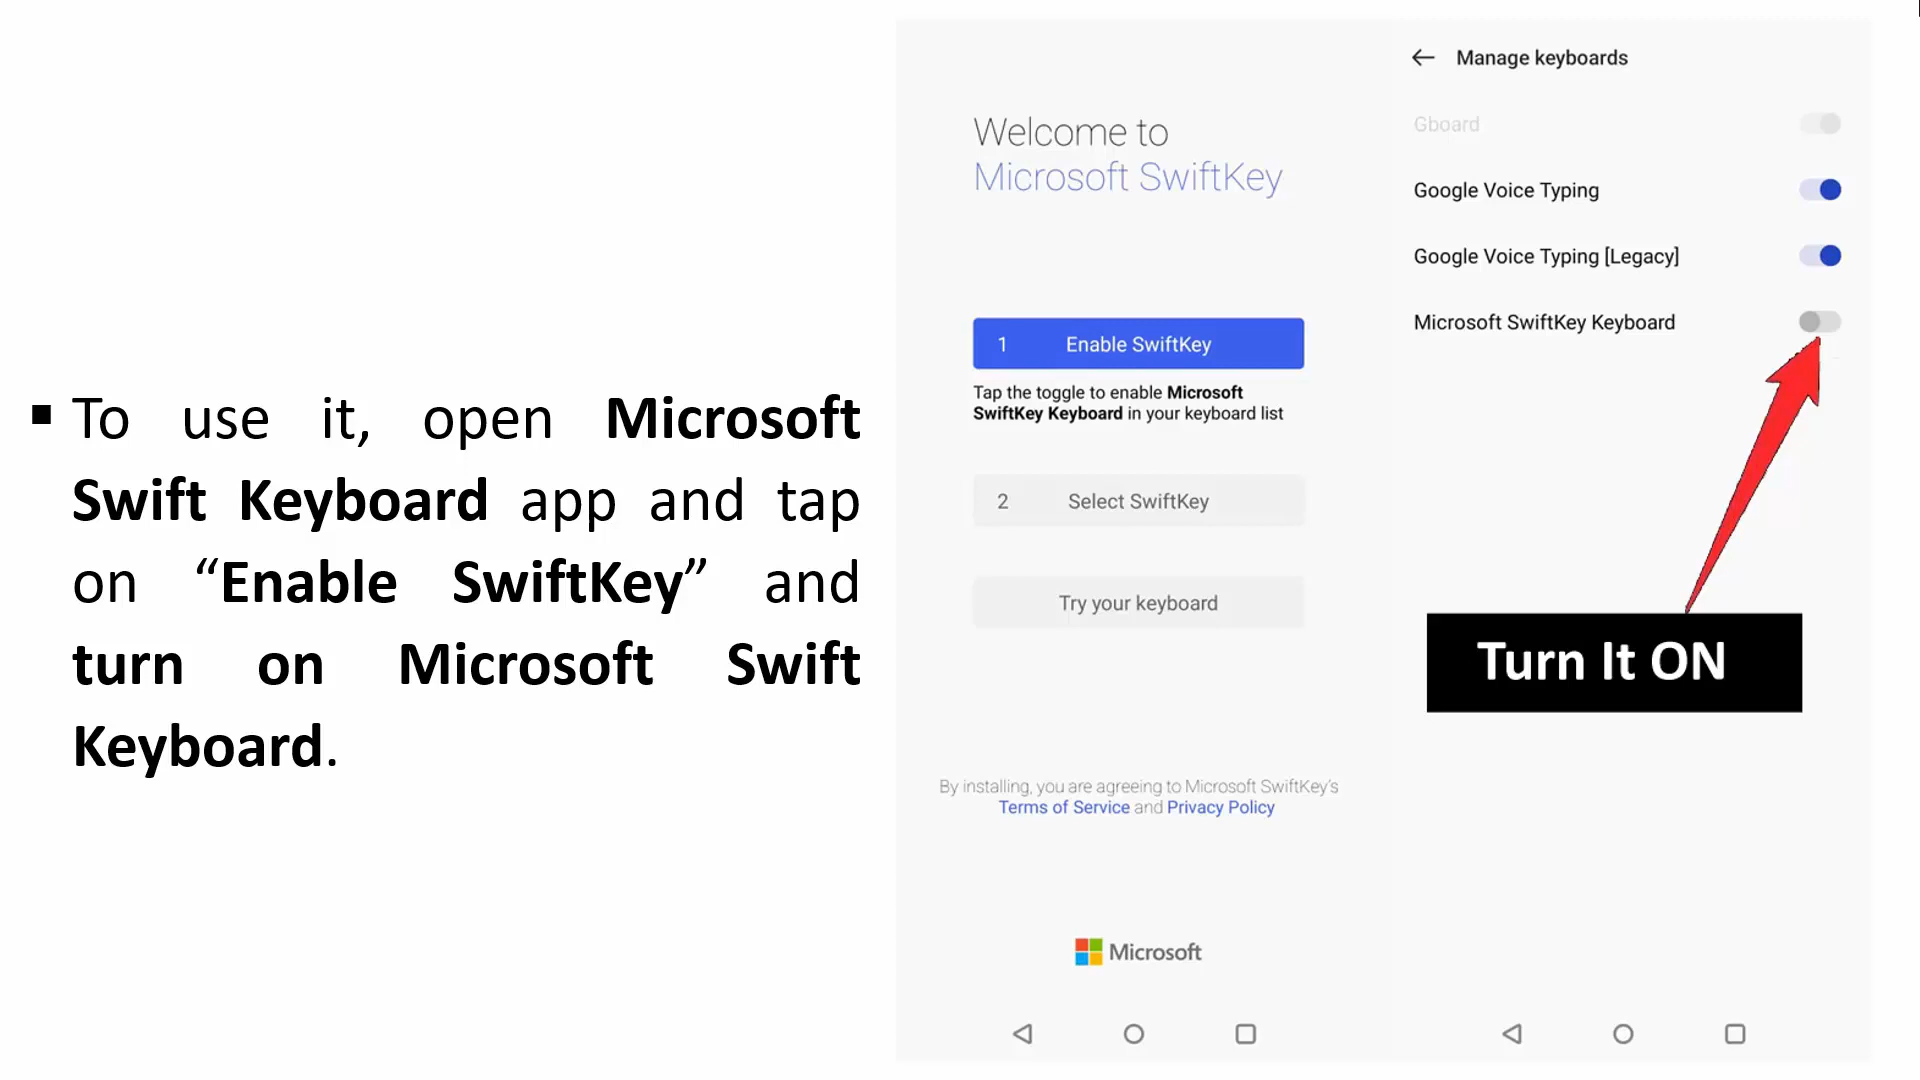 ▪ To use it, open Microsoft
Swift Keyboard app and tap
on “Enable SwiftKey” and
turn on Microsoft Swift
Keyboard.
Welcome to
Microsoft SwiftKey
1 Enable SwiftKey
Tap the toggle to enable Microsoft
SwiftKey Keyboard in your keyboard list
2 Select SwiftKey
Try your keyboard
By installing, you are agreeing to Microsoft SwiftKey's
Terms of Service and Privacy Policy
Microsoft
Manage keyboards
Gboard
Google Voice Typing
Google Voice Typing [Legacy]
Microsoft SwiftKey Keyboard
Turn It ON